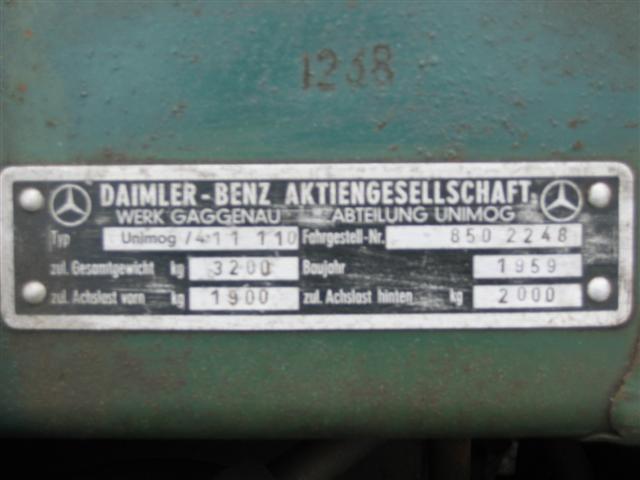 1268
DAIMLER-BENZ AKTIENGESELLSCHAFT.
WERK GAGGENAU ABTEILUNG UNIMOG
Typ Unimog /411 110 Fahrgestell-Nr. 850 2248
zul. Gesamtgewicht kg 3200 Baujahr 1959
zul. Achslast vorn kg 1900 zul. Achslast hinten kg 2000